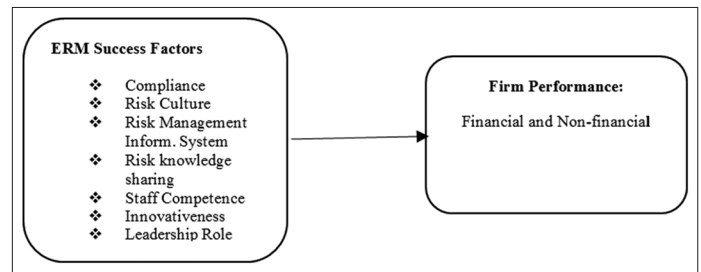 ERM Success Factors
❖ Compliance
❖ Risk Culture
❖ Risk Management
Inform. System
❖ Risk knowledge
sharing
❖ Staff Competence
❖ Innovativeness
❖ Leadership Role
Firm Performance:
Financial and Non-financial